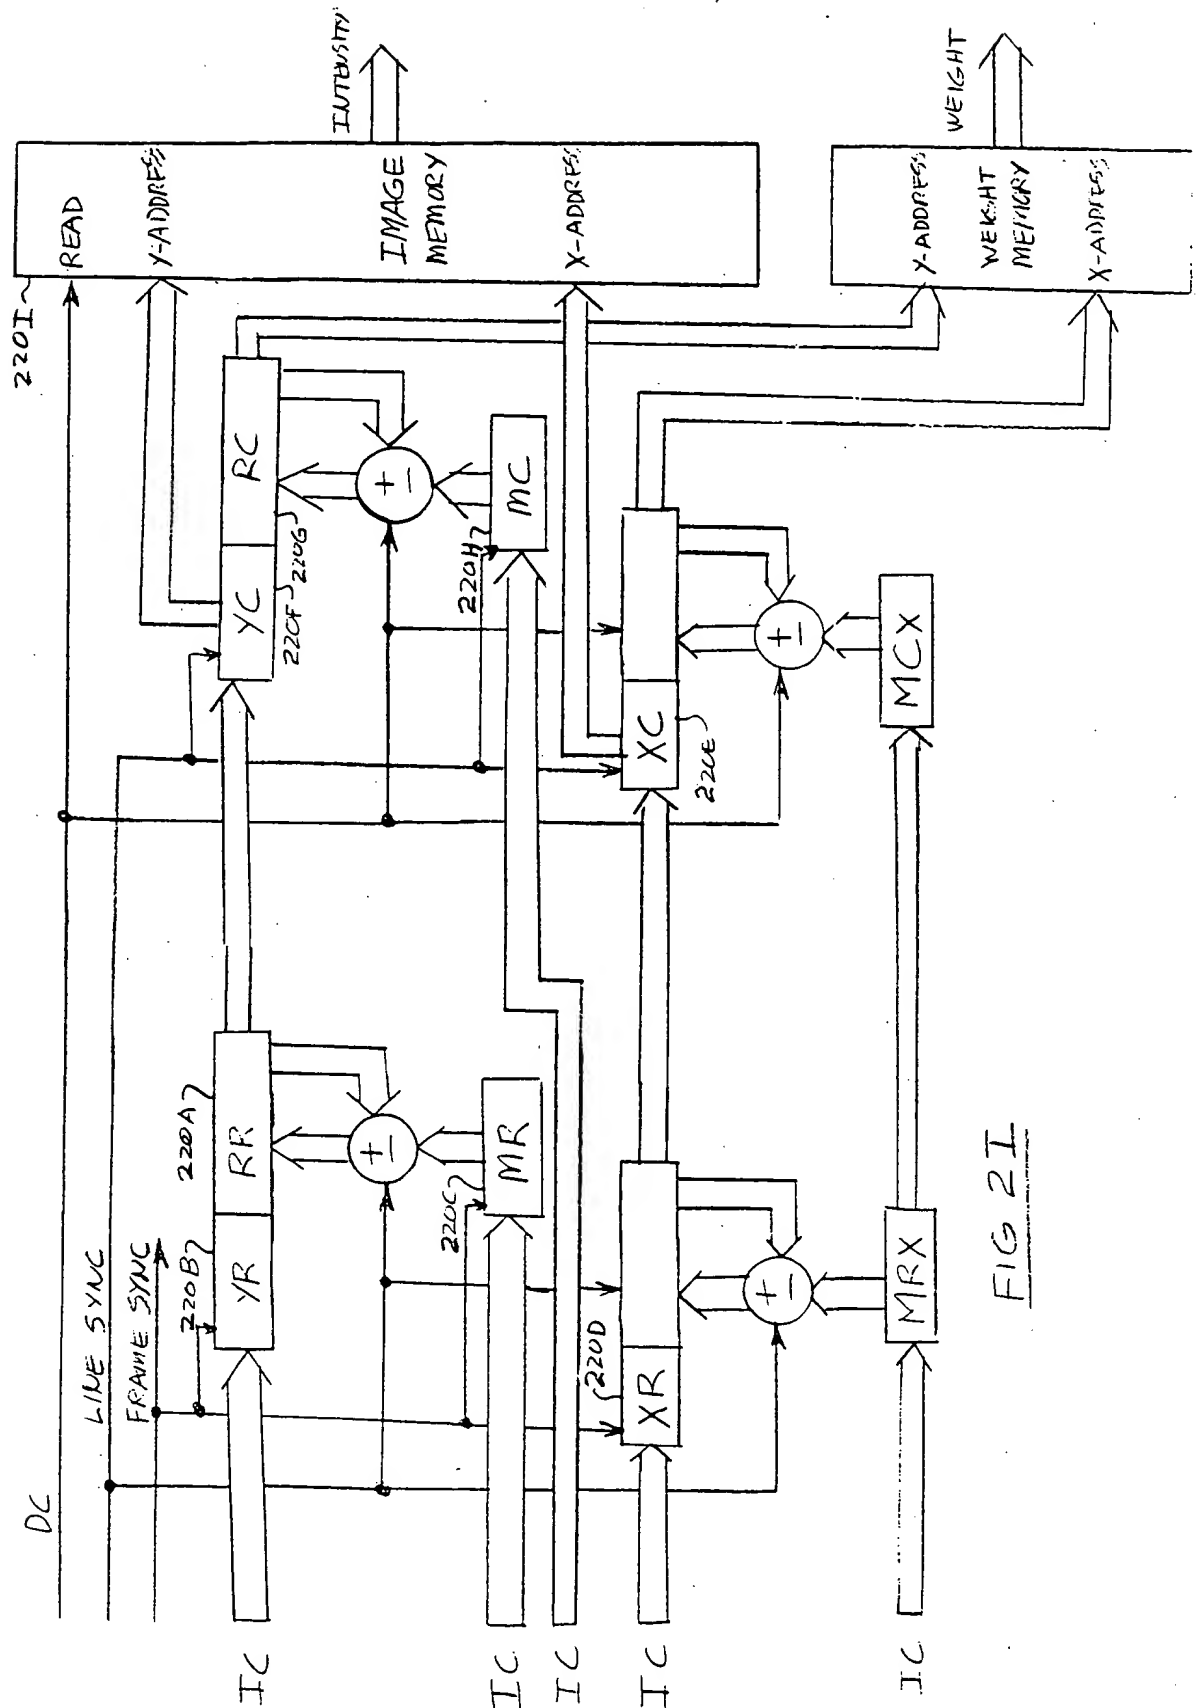 DC
LINE SYNC
FRAME SYNC
220I
READ
Y-ADDRESS
IMAGE
MEMORY
X-ADDRESS
INTENSITY
IC
220B
220A
YR
RR
±
220C
MR
IC
IC
YC
RC
220F
220G
±
220H
MC
IC
220D
XR
±
MRX
IC
XC
220E
±
MCX
Y-ADDRESS
WEIGHT
MEMORY
X-ADDRESS
WEIGHT
FIG 2I